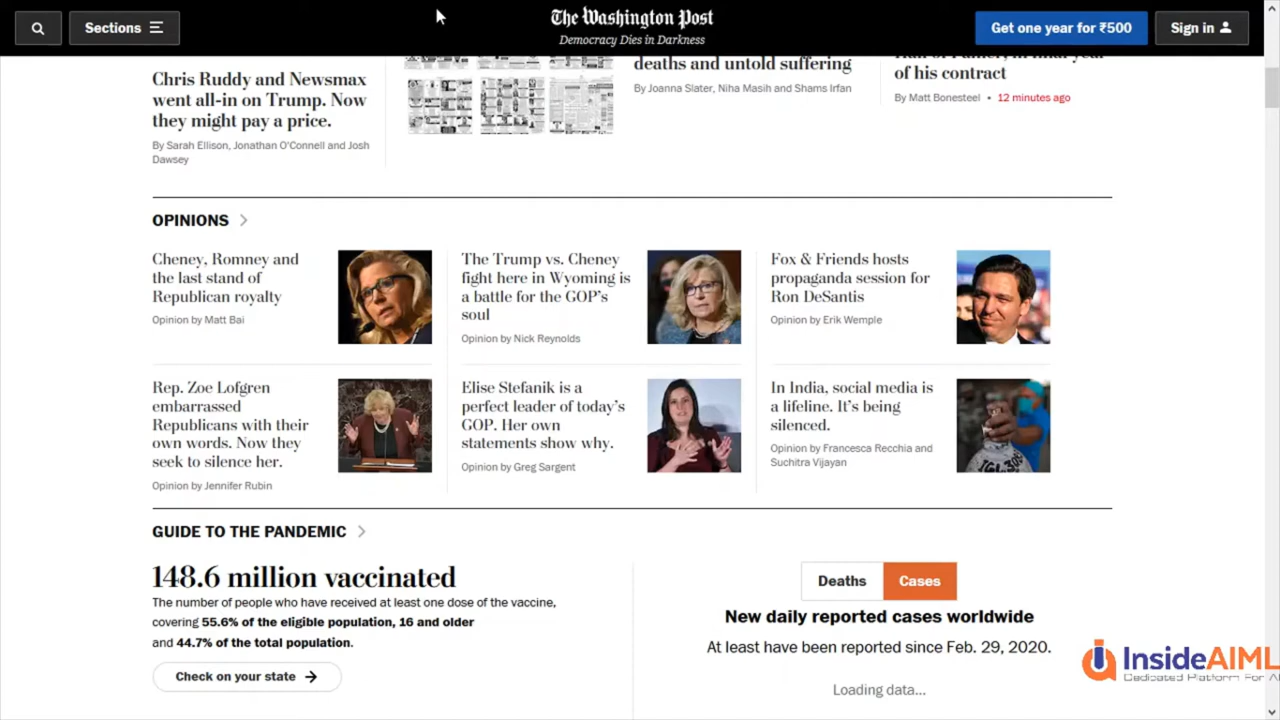 Sections
The Washington Post
Democracy Dies in Darkness
Get one year for ₹500
Sign in
Chris Ruddy and Newsmax
went all-in on Trump. Now
they might pay a price.
By Sarah Ellison, Jonathan O'Connell and Josh
Dawsey
deaths and untold suffering
By Joanna Slater, Niha Masih and Shams Irfan
of his contract
By Matt Bonesteel • 12 minutes ago
OPINIONS
Cheney, Romney and
the last stand of
Republican royalty
Opinion by Matt Bai
The Trump vs. Cheney
fight here in Wyoming is
a battle for the GOP's
soul
Opinion by Nick Reynolds
Fox & Friends hosts
propaganda session for
Ron DeSantis
Opinion by Erik Wemple
Rep. Zoe Lofgren
embarrassed
Republicans with their
own words. Now they
seek to silence her.
Opinion by Jennifer Rubin
Elise Stefanik is a
perfect leader of today's
GOP. Her own
statements show why.
Opinion by Greg Sargent
In India, social media is
a lifeline. It's being
silenced.
Opinion by Francesca Recchia and
Suchitra Vijayan
GUIDE TO THE PANDEMIC
148.6 million vaccinated
The number of people who have received at least one dose of the vaccine,
covering 55.6% of the eligible population, 16 and older
and 44.7% of the total population.
Check on your state
Deaths
Cases
New daily reported cases worldwide
At least have been reported since Feb. 29, 2020.
Loading data...
InsideAIML
Dedicated Platform For